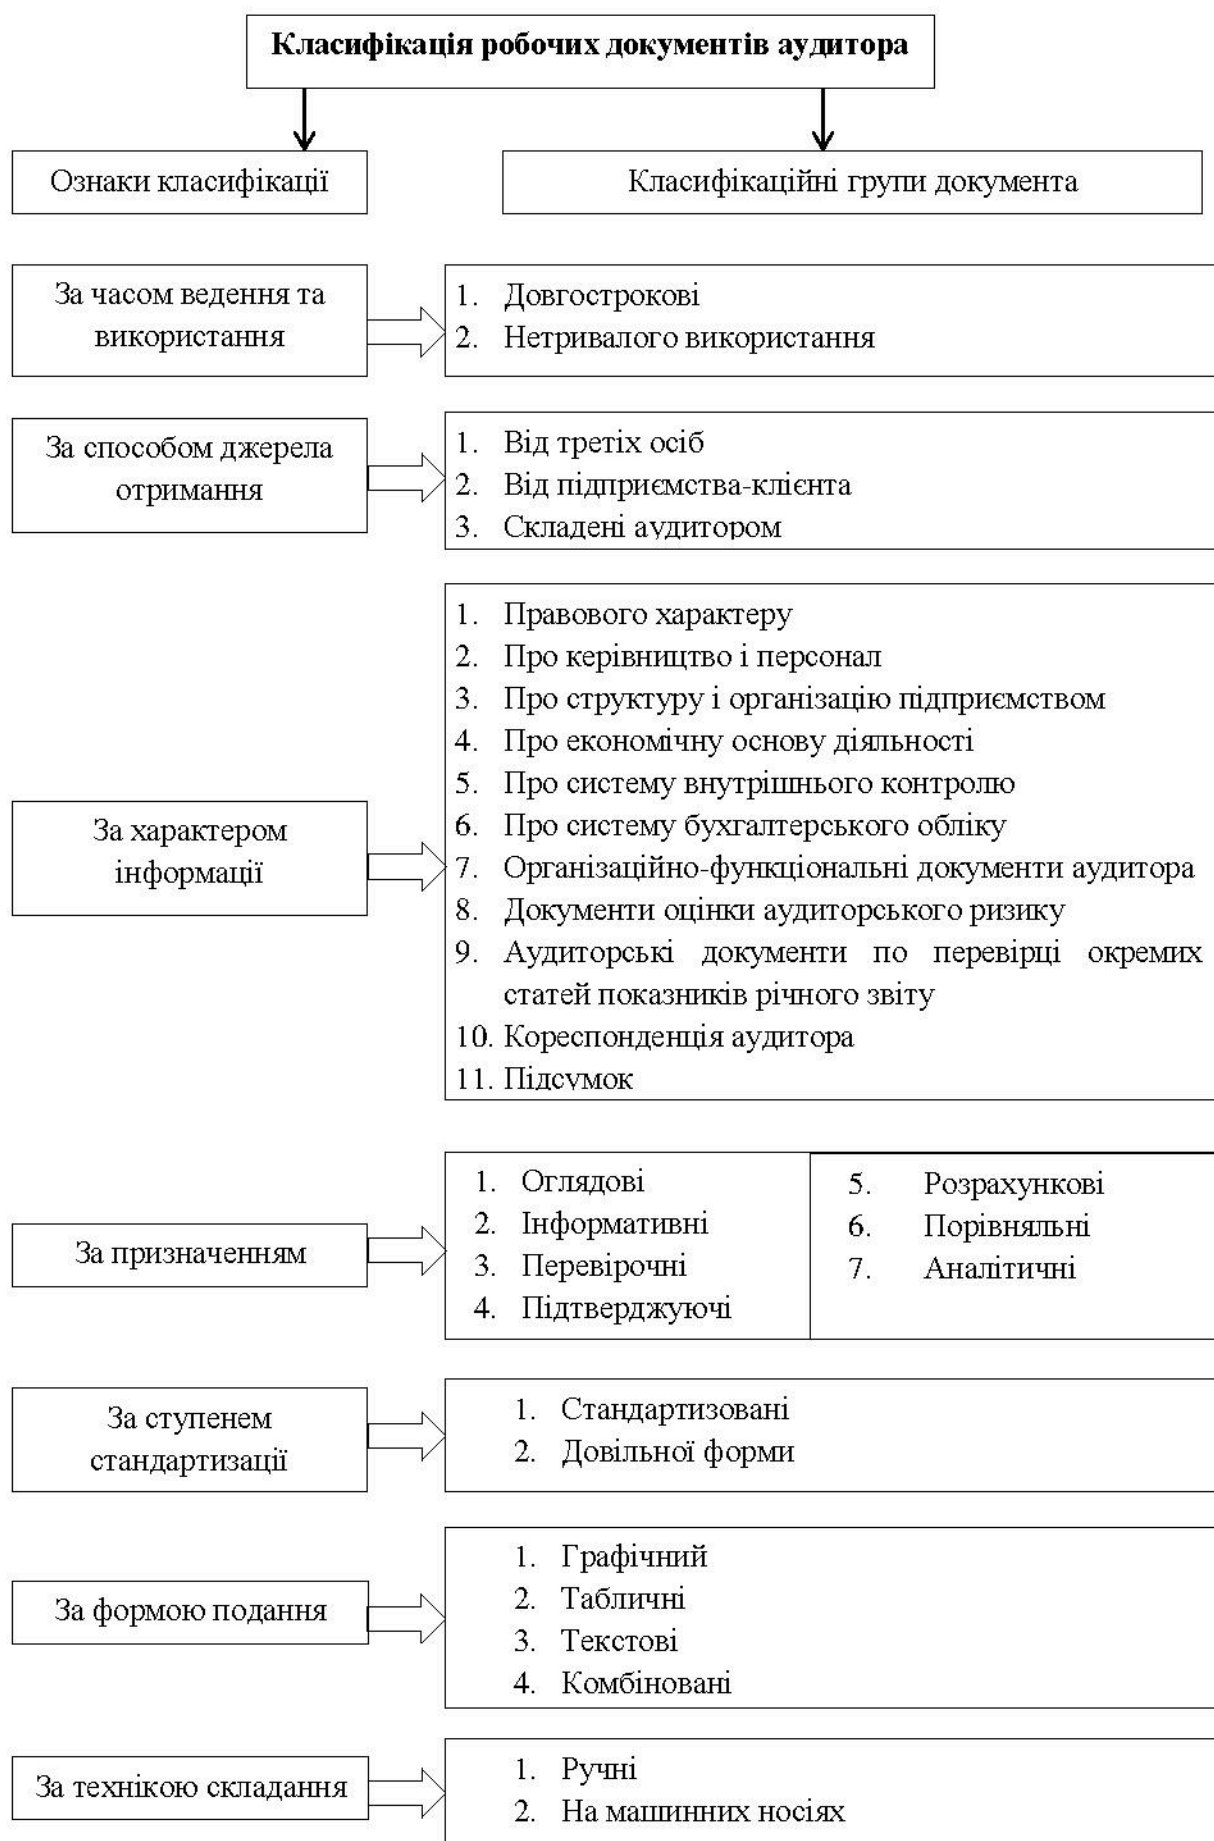 Класифікація робочих документів аудитора
Ознаки класифікації
Класифікаційні групи документа
За часом ведення та
використання
1. Довгострокові
2. Нетривалого використання
За способом джерела
отримання
1. Від третіх осіб
2. Від підприємства-клієнта
3. Складені аудитором
За характером
інформації
1. Правового характеру
2. Про керівництво і персонал
3. Про структуру і організацію підприємством
4. Про економічну основу діяльності
5. Про систему внутрішнього контролю
6. Про систему бухгалтерського обліку
7. Організаційно-функціональні документи аудитора
8. Документи оцінки аудиторського ризику
9. Аудиторські документи по перевірці окремих
статей показників річного звіту
10. Кореспонденція аудитора
11. Підсумок
За призначенням
1. Оглядові
2. Інформативні
3. Перевірочні
4. Підтверджуючі
5. Розрахункові
6. Порівняльні
7. Аналітичні
За ступенем
стандартизації
1. Стандартизовані
2. Довільної форми
За формою подання
1. Графічний
2. Табличні
3. Текстові
4. Комбіновані
За технікою складання
1. Ручні
2. На машинних носіях